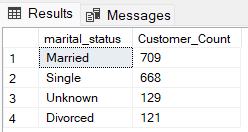 Results Messages
marital_status Customer_Count
1 Married 709
2 Single 668
3 Unknown 129
4 Divorced 121